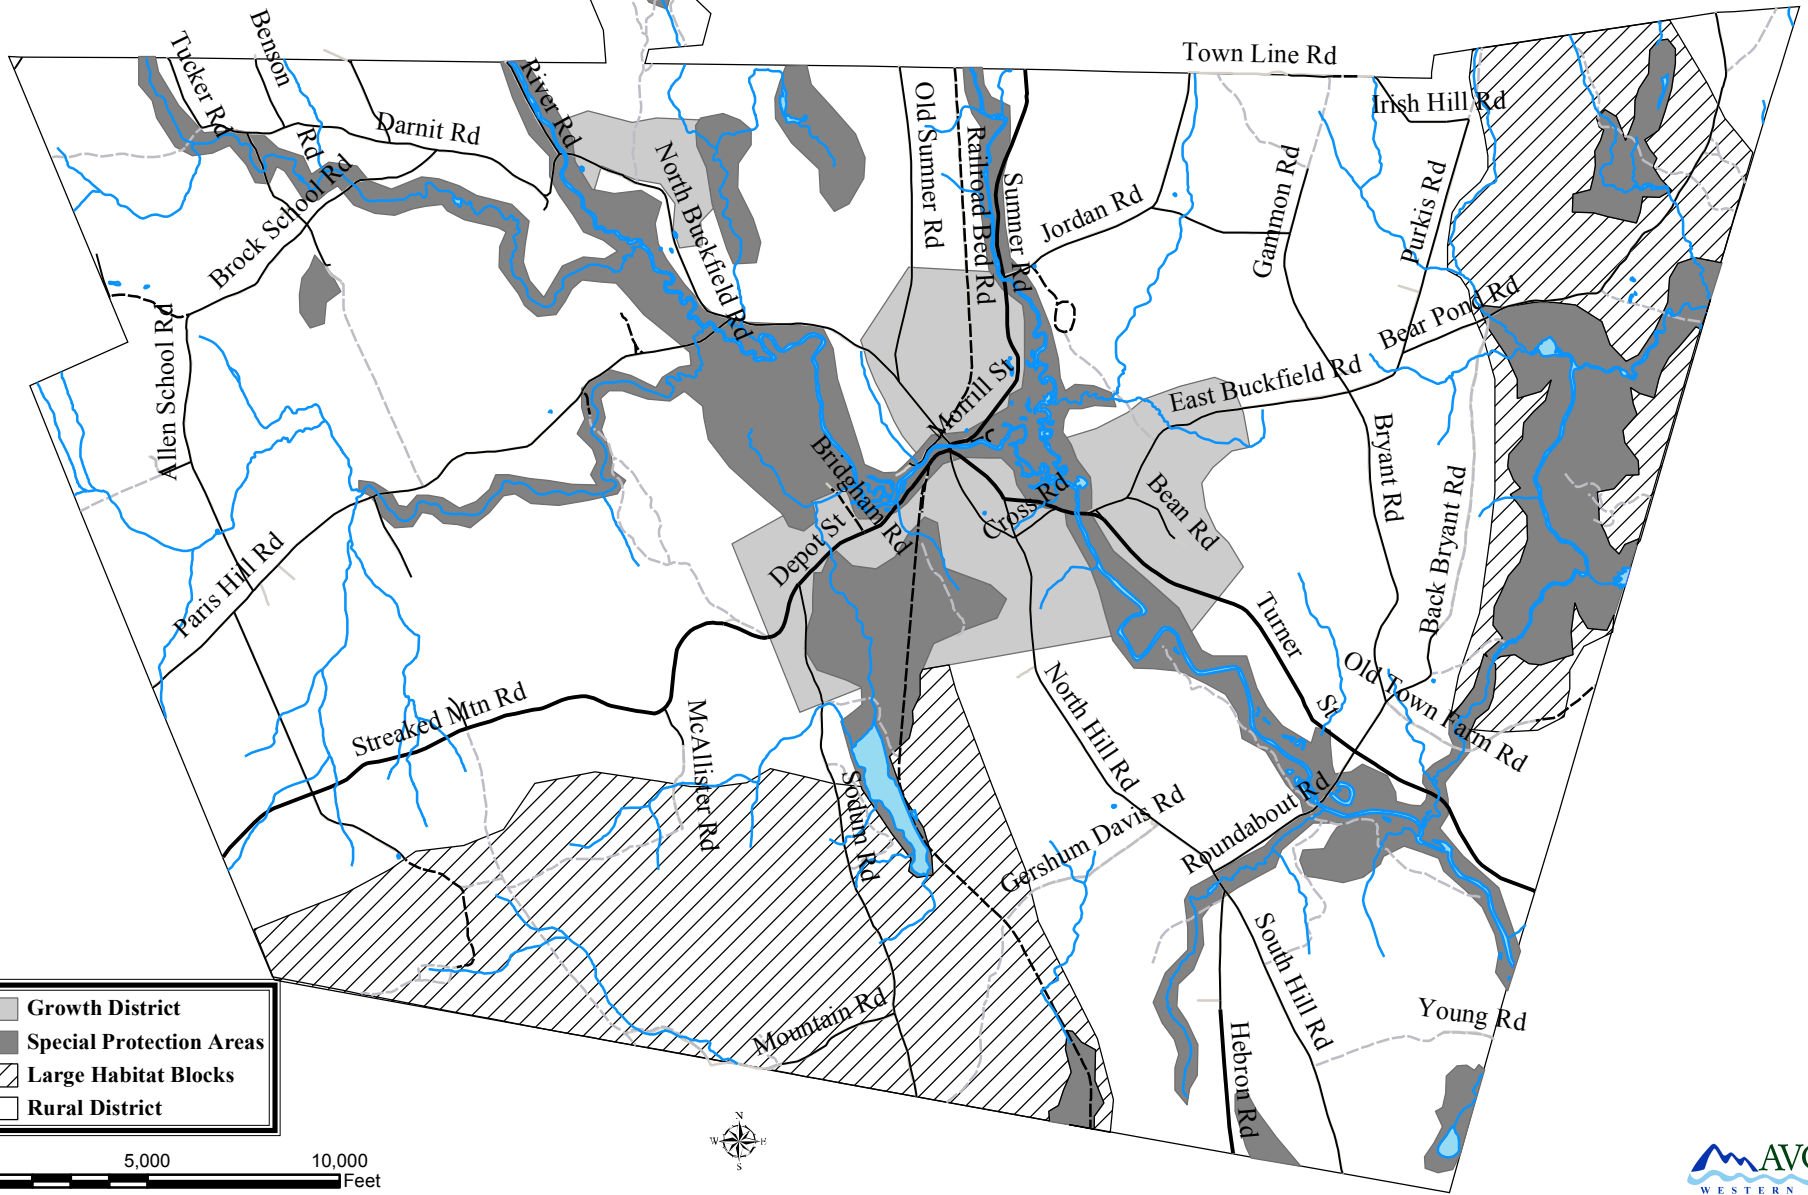 Town Line Rd
Benson
Rd
Tucker Rd
River Rd
Darnit Rd
Old Sumner Rd
Railroad Bed Rd
Sumner Rd
Irish Hill Rd
North Buckfield Rd
Jordan Rd
Gammon Rd
Purkis Rd
Brock School Rd
Bear Pond Rd
Allen School Rd
Morrill St
East Buckfield Rd
Bridgham Rd
Bryant Rd
Back Bryant Rd
Cross Rd
Bean Rd
Depot St
Paris Hill Rd
Turner
St
Old Town Farm Rd
Streaked Mtn Rd
McAllister Rd
North Hill Rd
Sodum Rd
Gershum Davis Rd
Roundabout Rd
South Hill Rd
Mountain Rd
Young Rd
Hebron Rd
Growth District
Special Protection Areas
Large Habitat Blocks
Rural District
5,000
10,000
Feet
N
W
E
S
AVC
WESTERN